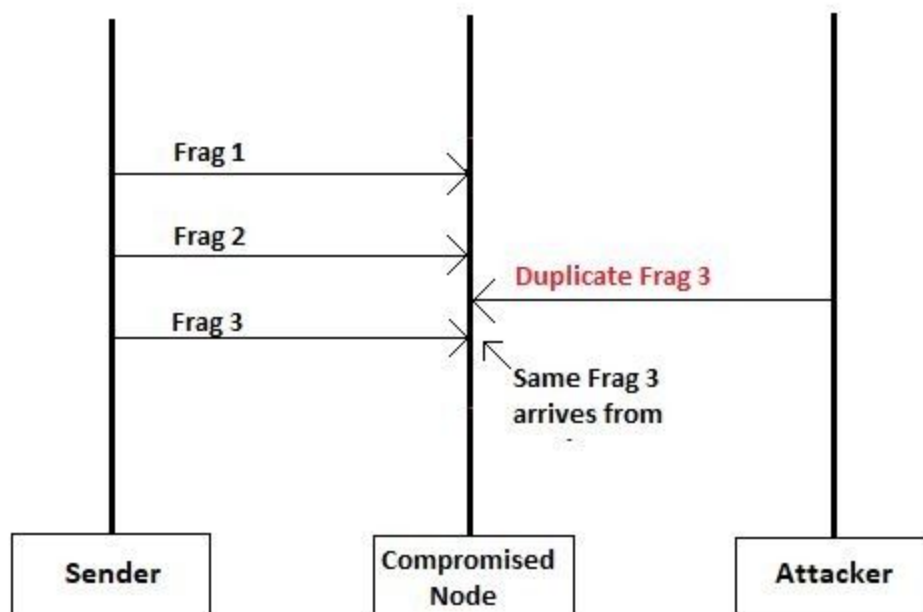 Frag 1
Frag 2
Duplicate Frag 3
Frag 3
Same Frag 3
arrives from
Sender
Compromised
Node
Attacker